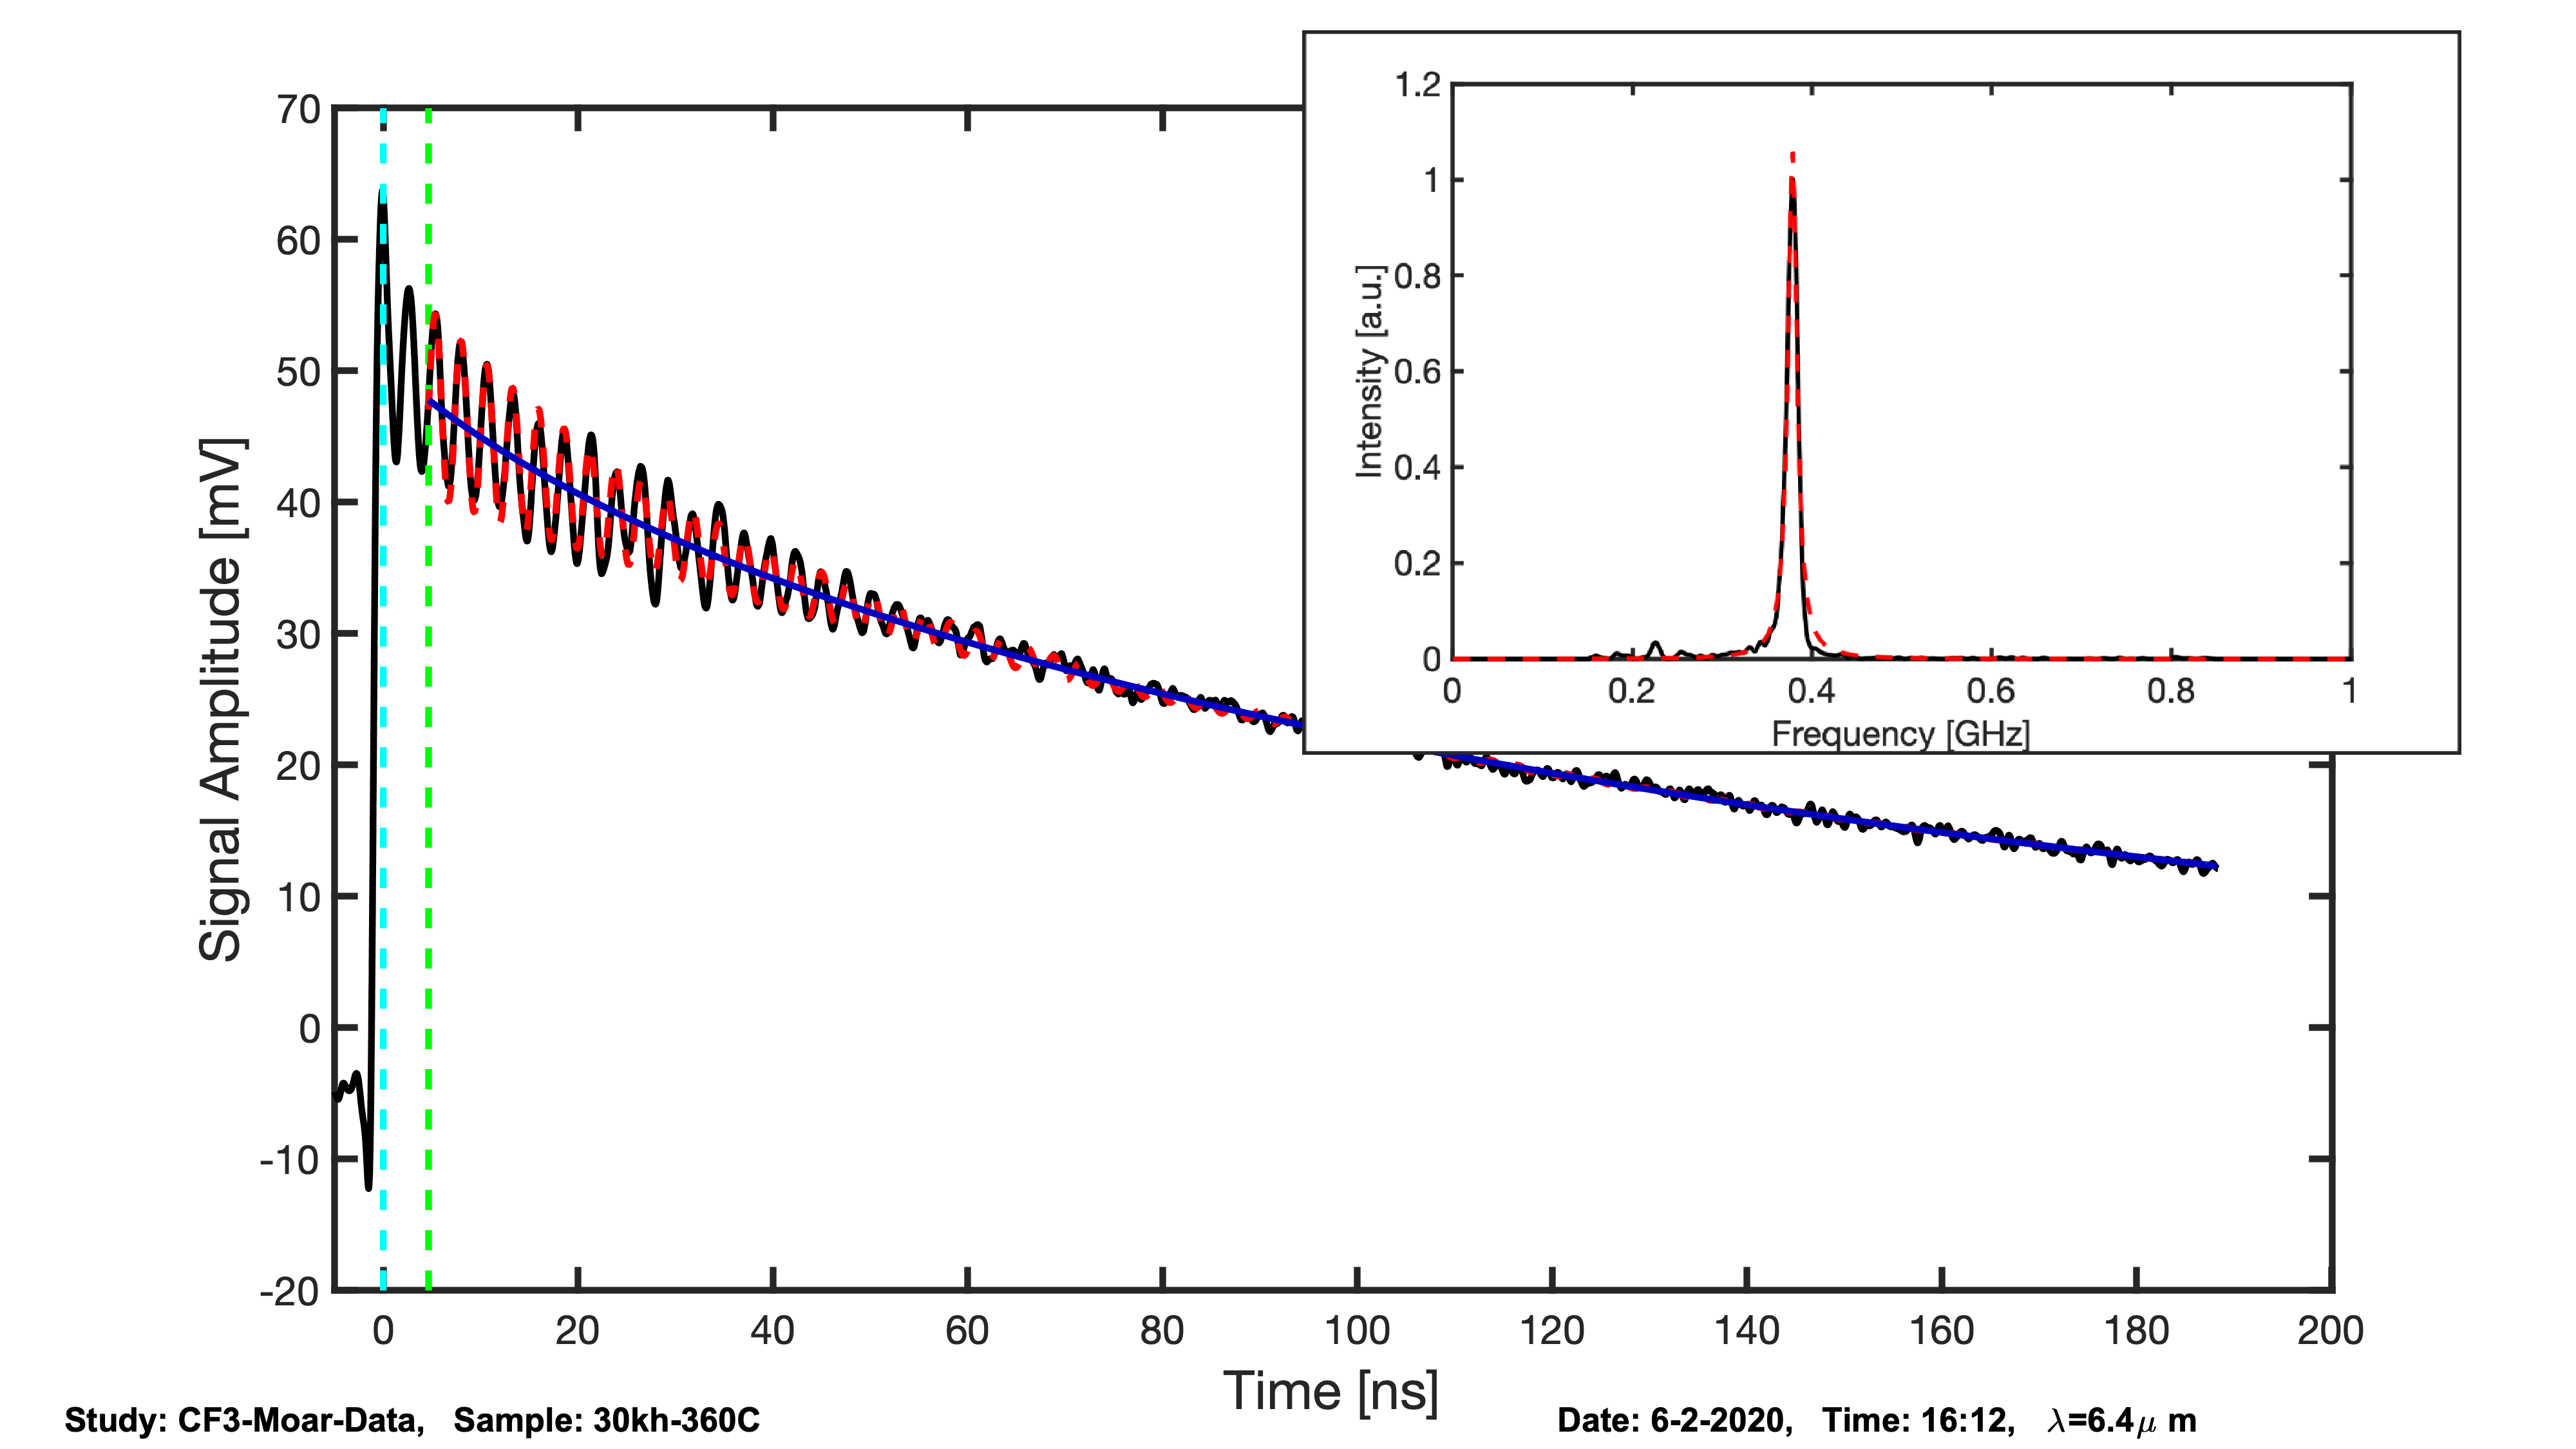 70
60
50
40
30
20
10
0
-10
-20
Signal Amplitude [mV]
0 20 40 60 80 100 120 140 160 180 200
Time [ns]
1.2
1
0.8
0.6
0.4
0.2
0
Intensity [a.u.]
0 0.2 0.4 0.6 0.8 1
Frequency [GHz]
Study: CF3-Moar-Data, Sample: 30kh-360C
Date: 6-2-2020, Time: 16:12, λ=6.4μ m